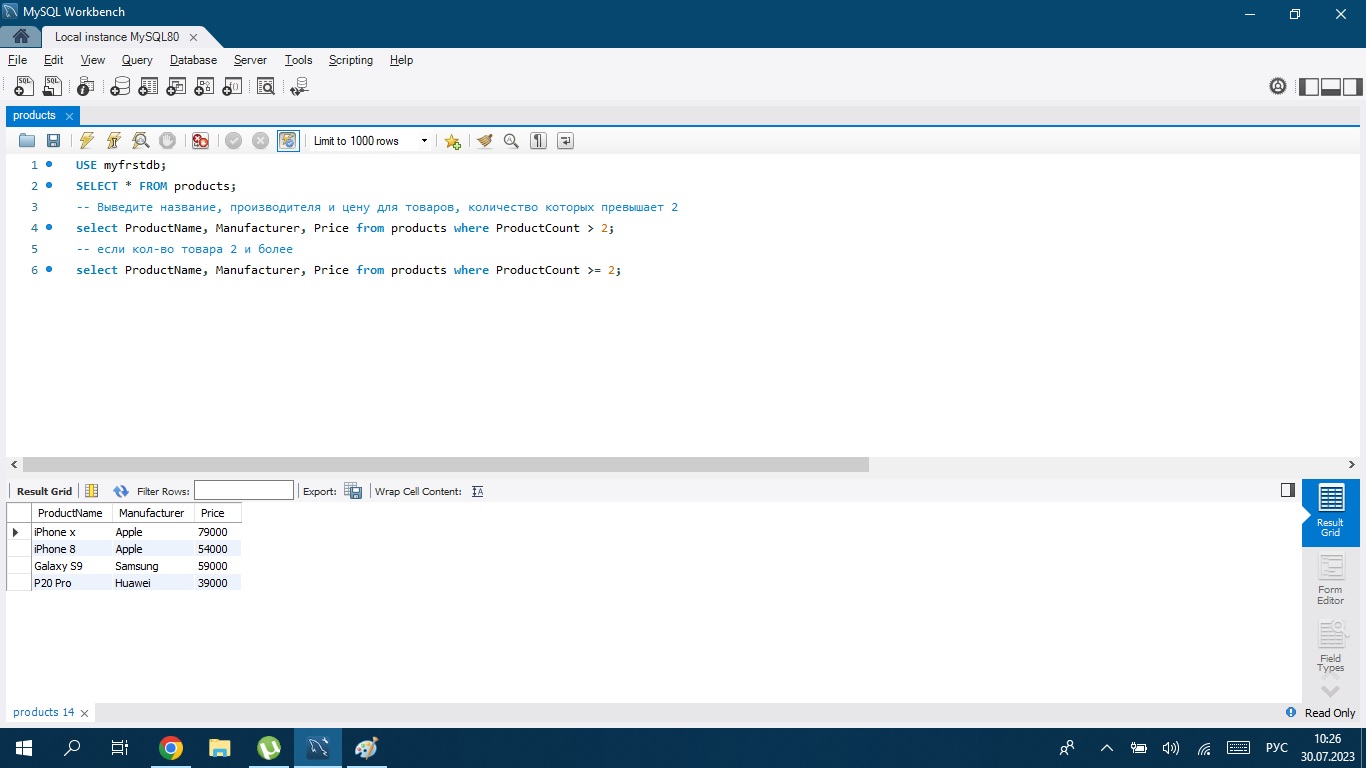 MySQL Workbench
Local instance MySQL80
File Edit View Query Database Server Tools Scripting Help
products
Limit to 1000 rows
1 USE myfrstdb;
2 SELECT * FROM products;
3 -- Выведите название, производителя и цену для товаров, количество которых превышает 2
4 select ProductName, Manufacturer, Price from products where ProductCount > 2;
5 -- если кол-во товара 2 и более
6 select ProductName, Manufacturer, Price from products where ProductCount >= 2;
Result Grid Filter Rows: Export: Wrap Cell Content:
ProductName Manufacturer Price
iPhone x Apple 79000
iPhone 8 Apple 54000
Galaxy S9 Samsung 59000
P20 Pro Huawei 39000
Result
Grid
Form
Editor
Field
Types
products 14
Read Only
РУС
10:26
30.07.2023